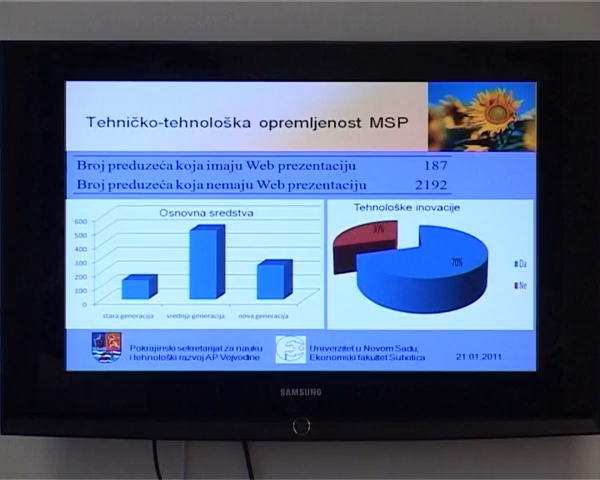 Tehničko-tehnološka opremljenost MSP
Broj preduzeća koja imaju Web prezentaciju 187
Broj preduzeća koja nemaju Web prezentaciju 2192
Osnovna sredstva
600
500
400
300
200
100
0
stara generacija srednja generacija nova generacija
Tehnološke inovacije
30%
70%
Da
Ne
Pokrajinski sekretarijat za nauku
i tehnološki razvoj AP Vojvodine
Univerzitet u Novom Sadu,
Ekonomski fakultet Subotica
21.01.2011
SAMSUNG